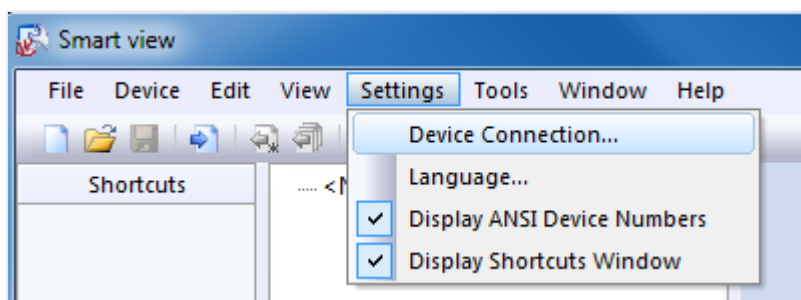 Smart view
File Device Edit View Settings Tools Window Help
Device Connection...
Shortcuts
Language...
Display ANSI Device Numbers
Display Shortcuts Window